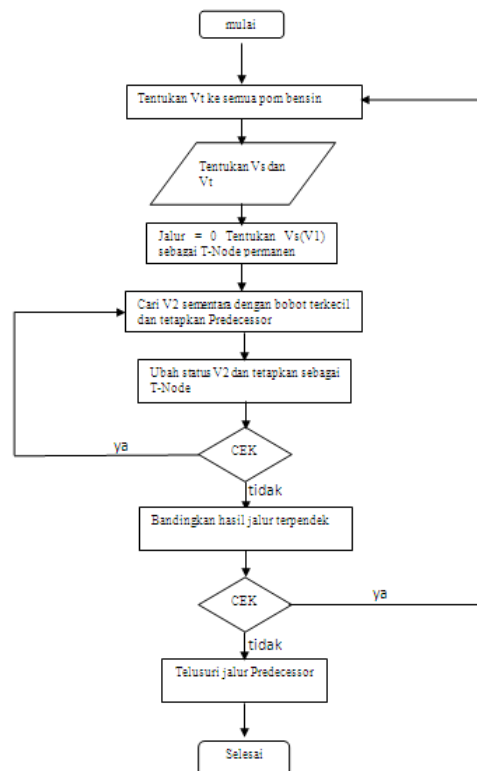 mulai
Tentukan Vt ke semua pom bensin
Tentukan Vs dan
Vt
Jalur = 0 Tentukan Vs(V1)
sebagai T-Node permanen
Cari V2 sementara dengan bobot terkecil
dan tetapkan Predecessor
Ubah status V2 dan tetapkan sebagai
T-Node
ya
CEK
tidak
Bandingkan hasil jalur terpendek
CEK
ya
tidak
Telusuri jalur Predecessor
Selesai